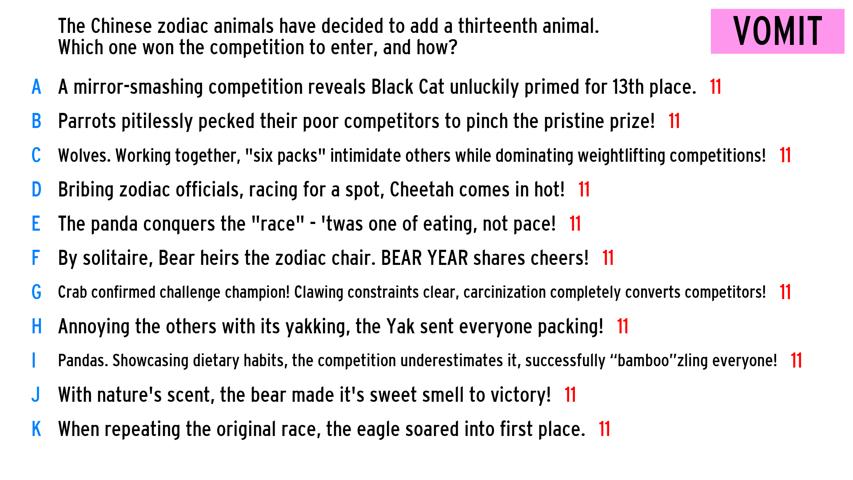 The Chinese zodiac animals have decided to add a thirteenth animal.
Which one won the competition to enter, and how?
VOMIT
A A mirror-smashing competition reveals Black Cat unluckily primed for 13th place. 11
B Parrots pitilessly pecked their poor competitors to pinch the pristine prize! 11
C Wolves. Working together, "six packs" intimidate others while dominating weightlifting competitions! 11
D Bribing zodiac officials, racing for a spot, Cheetah comes in hot! 11
E The panda conquers the "race" - 'twas one of eating, not pace! 11
F By solitaire, Bear heirs the zodiac chair. BEAR YEAR shares cheers! 11
G Crab confirmed challenge champion! Clawing constraints clear, carcinization completely converts competitors! 11
H Annoying the others with its yakking, the Yak sent everyone packing! 11
I Pandas. Showcasing dietary habits, the competition underestimates it, successfully “bamboo”zling everyone! 11
J With nature's scent, the bear made it's sweet smell to victory! 11
K When repeating the original race, the eagle soared into first place. 11